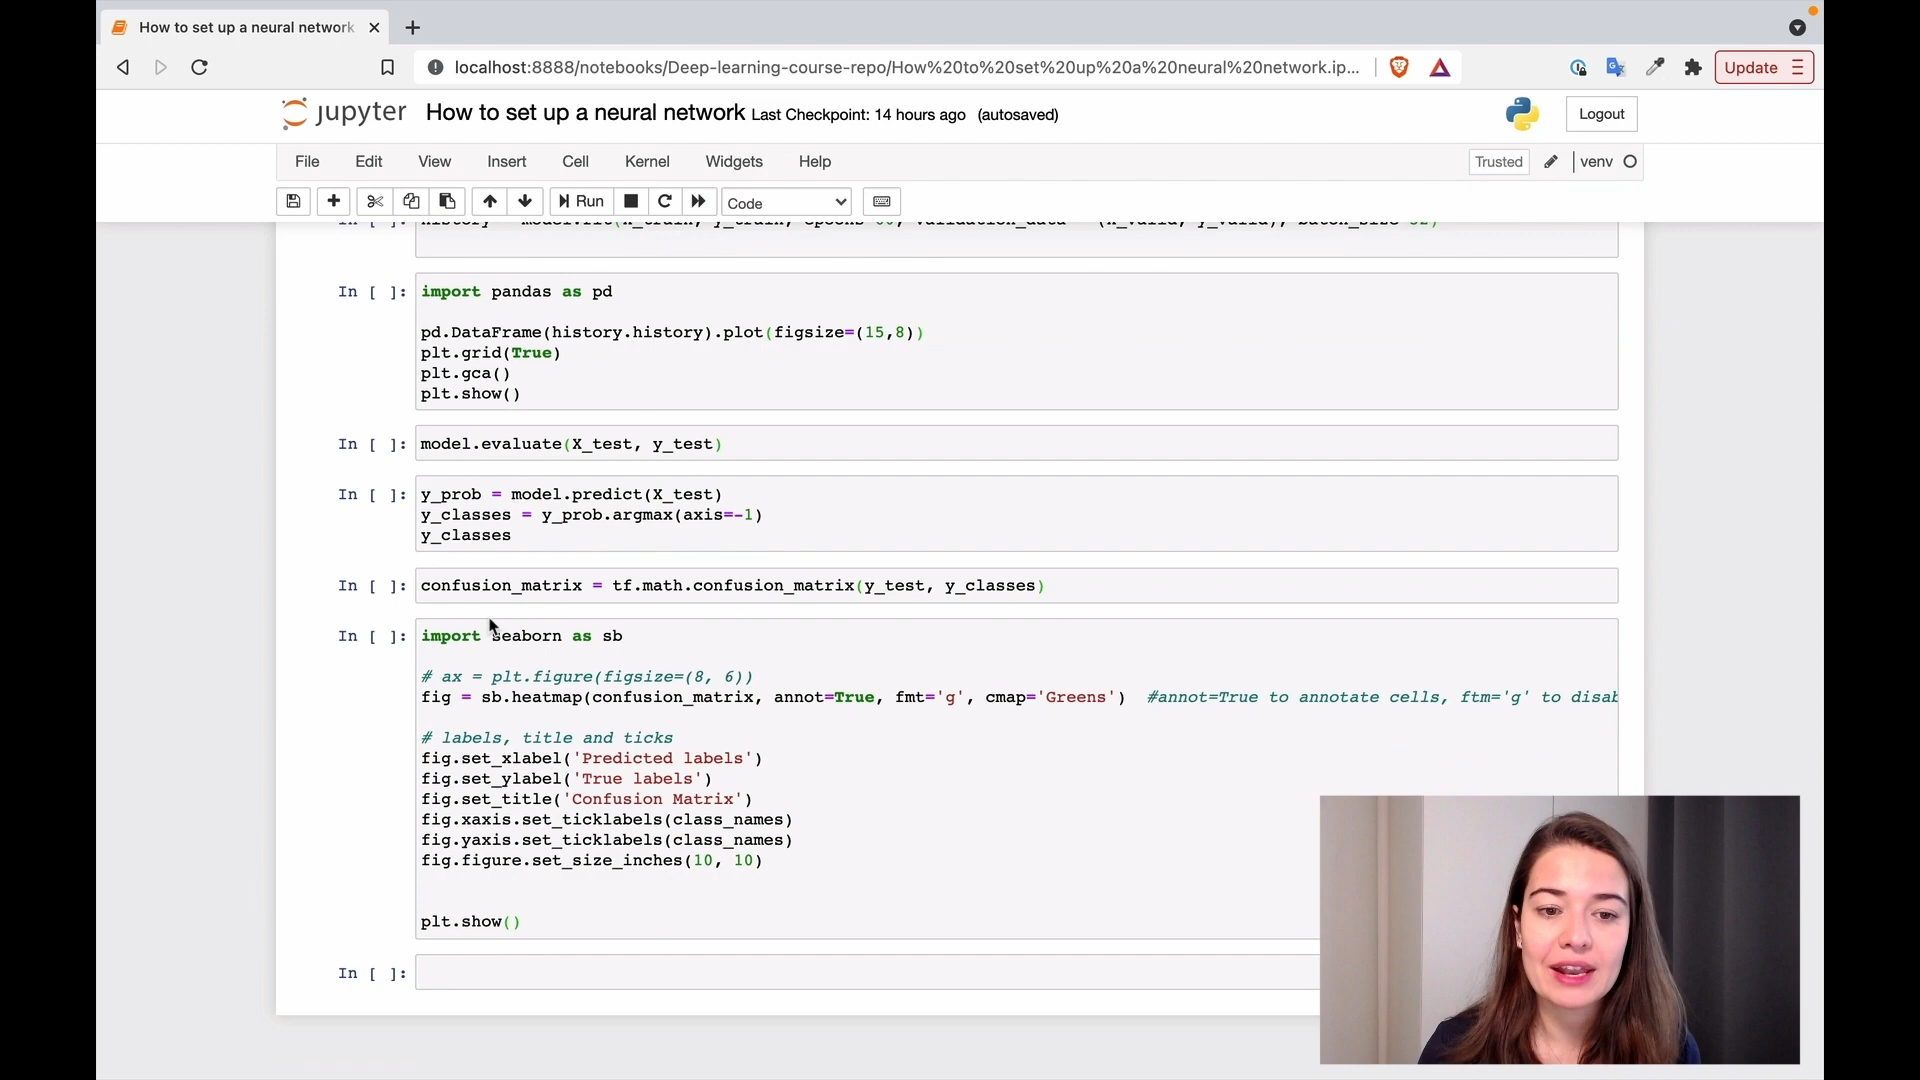 How to set up a neural network
localhost:8888/notebooks/Deep-learning-course-repo/How%20to%20set%20up%20a%20neural%20network.ip...
Update
jupyter How to set up a neural network Last Checkpoint: 14 hours ago (autosaved)
Logout
File Edit View Insert Cell Kernel Widgets Help
Trusted venv
Run Code
In [ ]: history = model.fit(X_train, y_train, epochs=60, validation_data = (X_valid, y_valid), batch_size=32)
In [ ]: import pandas as pd
pd.DataFrame(history.history).plot(figsize=(15,8))
plt.grid(True)
plt.gca()
plt.show()
In [ ]: model.evaluate(X_test, y_test)
In [ ]: y_prob = model.predict(X_test)
y_classes = y_prob.argmax(axis=-1)
y_classes
In [ ]: confusion_matrix = tf.math.confusion_matrix(y_test, y_classes)
In [ ]: import seaborn as sb
# ax = plt.figure(figsize=(8, 6))
fig = sb.heatmap(confusion_matrix, annot=True, fmt='g', cmap='Greens')  #annot=True to annotate cells, ftm='g' to disab
# labels, title and ticks
fig.set_xlabel('Predicted labels')
fig.set_ylabel('True labels')
fig.set_title('Confusion Matrix')
fig.xaxis.set_ticklabels(class_names)
fig.yaxis.set_ticklabels(class_names)
fig.figure.set_size_inches(10, 10)
plt.show()
In [ ]: